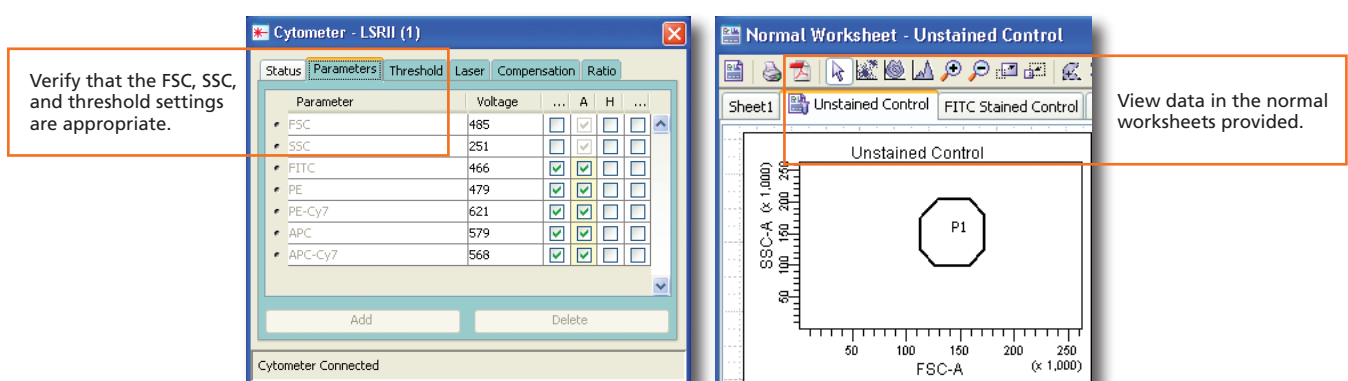 Verify that the FSC, SSC,
and threshold settings
are appropriate.
Cytometer - LSRII (1)
Status Parameters Threshold Laser Compensation Ratio
Parameter Voltage ... A H ...
FSC 485
SSC 251
FITC 466
PE 479
PE-Cy7 621
APC 579
APC-Cy7 568
Add Delete
Cytometer Connected
Normal Worksheet - Unstained Control
Sheet1 Unstained Control FITC Stained Control
Unstained Control
SSC-A (x 1,000)
250
200
150
100
50
P1
50 100 150 200 250
FSC-A (x 1,000)
View data in the normal
worksheets provided.